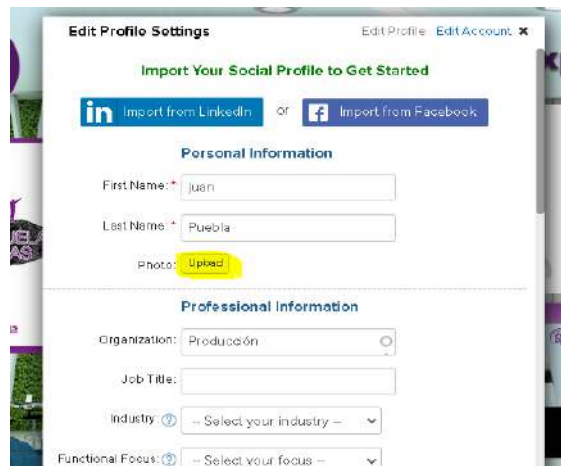 Edit Profile Settings Edit Profile Edit Account ×
Import Your Social Profile to Get Started
in Import from LinkedIn or f Import from Facebook
Personal Information
First Name: * juan
Last Name: * Puebla
Photo: Upload
Professional Information
Organization: Producción
Job Title:
Industry: ? -- Select your industry --
Functional Focus: ? -- Select your focus --